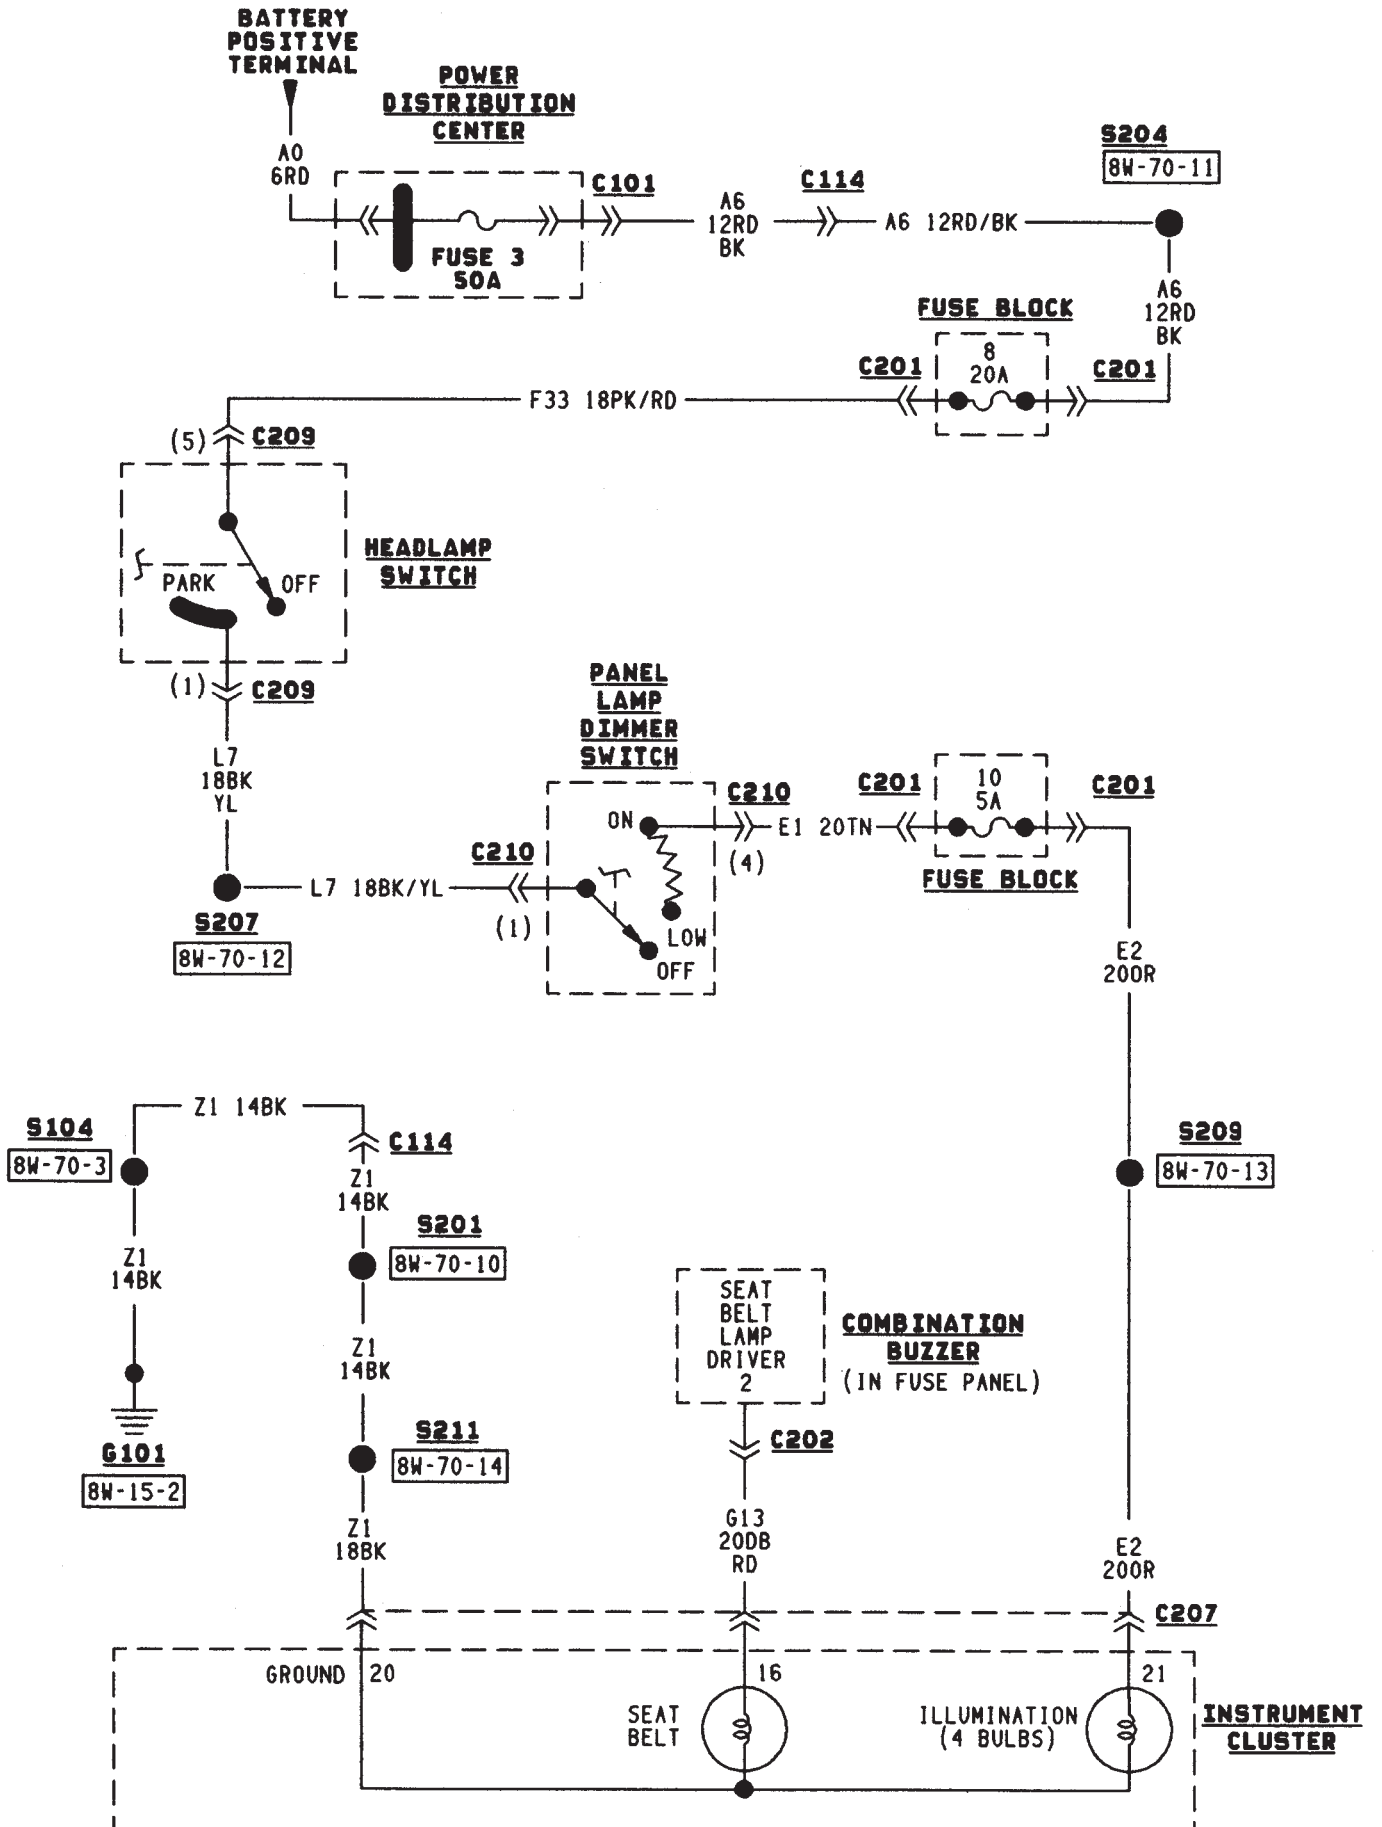 BATTERY
POSITIVE
TERMINAL
POWER
DISTRIBUTION
CENTER
A0
6RD
C101
A6
12RD
BK
C114
A6 12RD/BK
S204
8W-70-11
FUSE 3
50A
A6
12RD
BK
FUSE BLOCK
8
20A
C201
C201
F33 18PK/RD
(5)
C209
HEADLAMP
SWITCH
PARK
OFF
(1)
C209
L7
18BK
YL
PANEL
LAMP
DIMMER
SWITCH
ON
C210
(4)
E1 20TN
C201
10
5A
C201
FUSE BLOCK
C210
(1)
L7 18BK/YL
S207
8W-70-12
LOW
OFF
E2
20OR
Z1 14BK
S104
8W-70-3
C114
Z1
14BK
S209
8W-70-13
S201
8W-70-10
Z1
14BK
SEAT
BELT
LAMP
DRIVER
2
COMBINATION
BUZZER
(IN FUSE PANEL)
Z1
14BK
G101
8W-15-2
S211
8W-70-14
C202
G13
20DB
RD
Z1
18BK
E2
20OR
C207
GROUND
20
16
21
SEAT
BELT
ILLUMINATION
(4 BULBS)
INSTRUMENT
CLUSTER